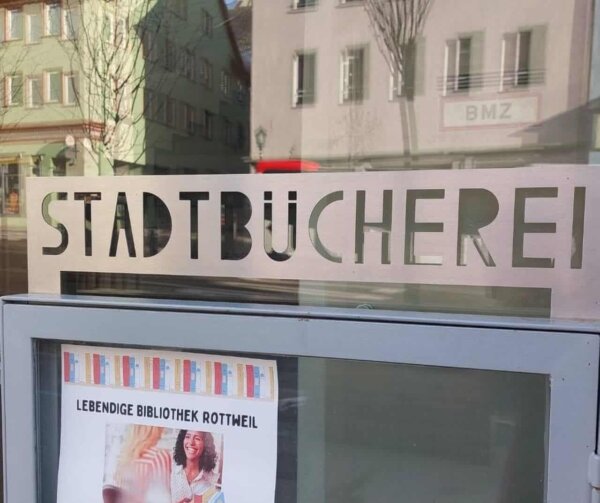 BMZ
STADTBÜCHEREI
LEBENDIGE BIBLIOTHEK ROTTWEIL